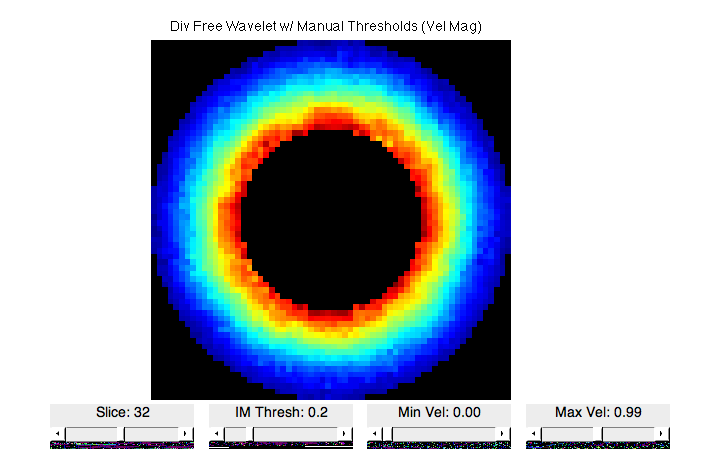 Div Free Wavelet w/ Manual Thresholds (Vel Mag)
Slice: 32 IM Thresh: 0.2 Min Vel: 0.00 Max Vel: 0.99